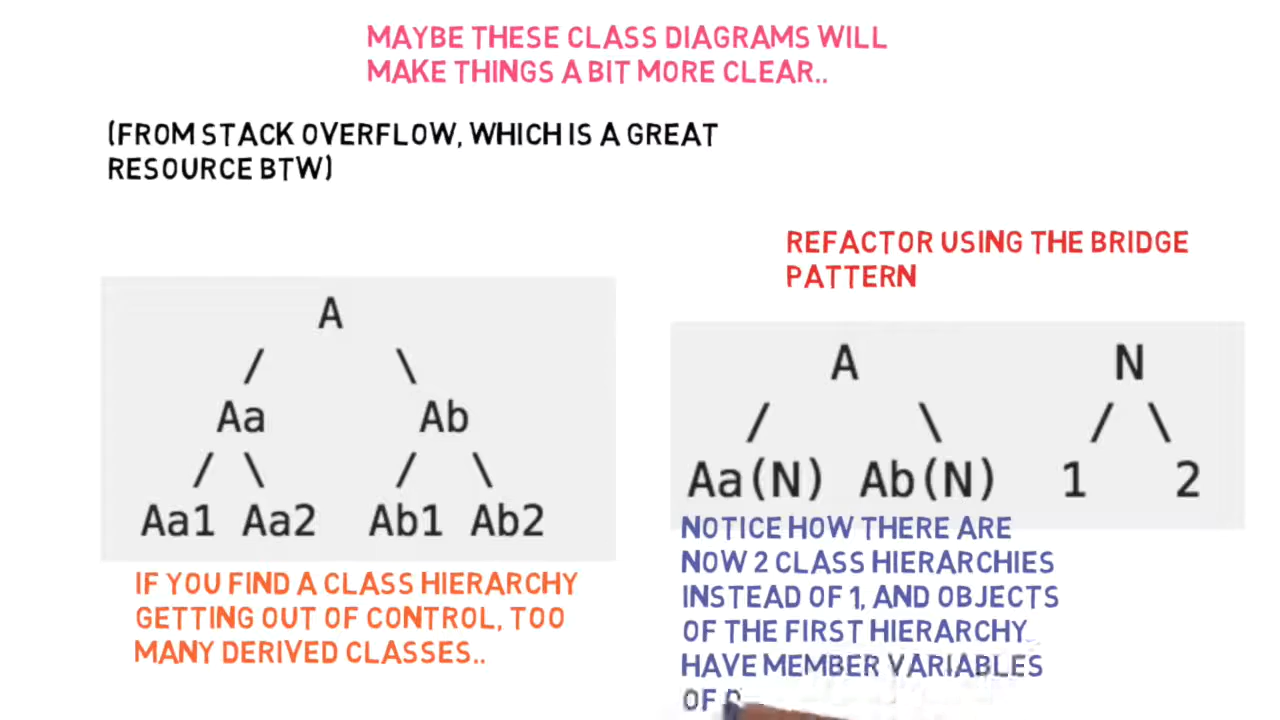 MAYBE THESE CLASS DIAGRAMS WILL
MAKE THINGS A BIT MORE CLEAR..
(FROM STACK OVERFLOW, WHICH IS A GREAT
RESOURCE BTW)
REFACTOR USING THE BRIDGE
PATTERN
A
/ \
Aa Ab
/ \ / \
Aa1 Aa2 Ab1 Ab2
IF YOU FIND A CLASS HIERARCHY
GETTING OUT OF CONTROL, TOO
MANY DERIVED CLASSES..
A N
/ \ / \
Aa(N) Ab(N) 1 2
NOTICE HOW THERE ARE
NOW 2 CLASS HIERARCHIES
INSTEAD OF 1, AND OBJECTS
OF THE FIRST HIERARCHY
HAVE MEMBER VARIABLES
OF